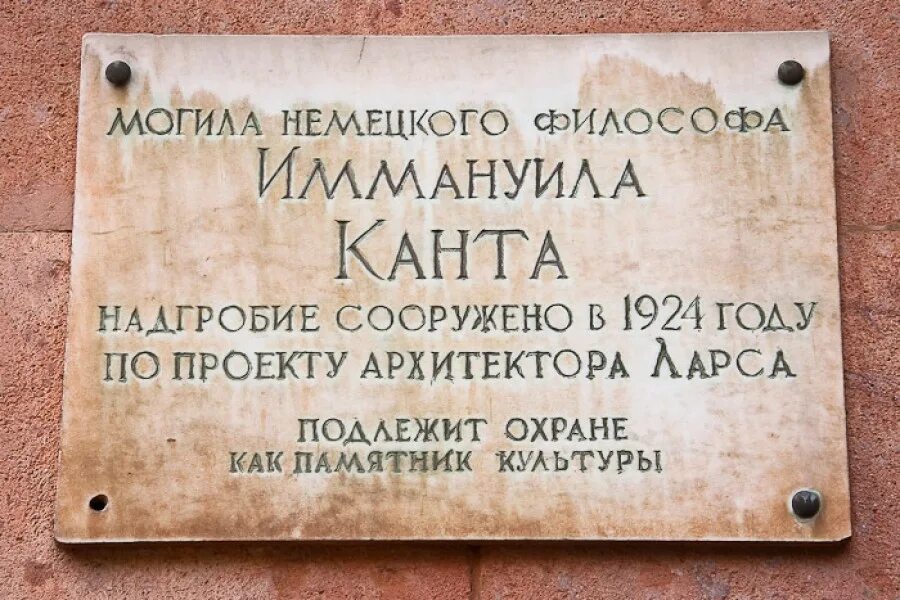 МОГИЛА НЕМЕЦКОГО ФИЛОСОФА
ИММАНУИЛА
КАНТА
НАДГРОБИЕ СООРУЖЕНО В 1924 ГОДУ
ПО ПРОЕКТУ АРХИТЕКТОРА ЛАРСА
ПОДЛЕЖИТ ОХРАНЕ
КАК ПАМЯТНИК КУЛЬТУРЫ